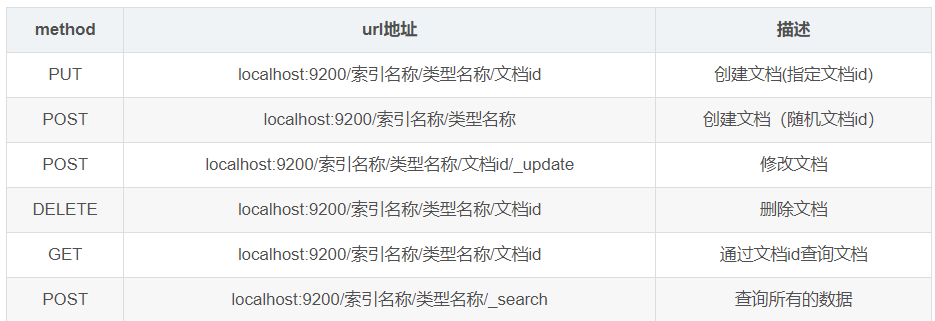 method url地址 描述
PUT localhost:9200/索引名称/类型名称/文档id 创建文档(指定文档id)
POST localhost:9200/索引名称/类型名称 创建文档（随机文档id）
POST localhost:9200/索引名称/类型名称/文档id/_update 修改文档
DELETE localhost:9200/索引名称/类型名称/文档id 删除文档
GET localhost:9200/索引名称/类型名称/文档id 通过文档id查询文档
POST localhost:9200/索引名称/类型名称/_search 查询所有的数据